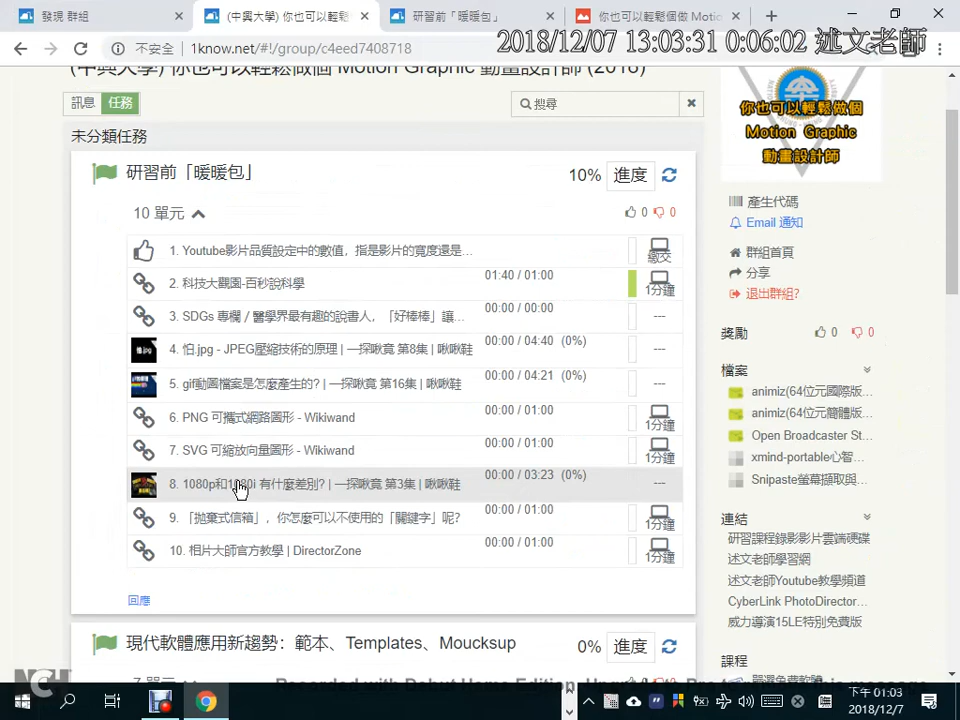 發現 群組
(中興大學) 你也可以輕鬆
研習前「暖暖包」
你也可以輕鬆個做 Motio
不安全 1know.net/#!/group/c4eed7408718
2018/12/07 13:03:31 0:06:02 述文老師
(中興大學) 你也可以輕鬆做個 Motion Graphic 動畫設計師 (2018)
訊息 任務
搜尋
未分類任務
研習前「暖暖包」
10% 進度
10 單元
0 0
1. Youtube影片品質設定中的數值，指是影片的寬度還是…
繳交
2. 科技大觀園-百秒說科學
01:40 / 01:00
1分鐘
3. SDGs 專欄 / 醫學界最有趣的說書人，「好棒棒」讓…
00:00 / 00:00
---
4. 怕.jpg - JPEG壓縮技術的原理 | 一探啾竟 第8集 | 啾啾鞋
00:00 / 04:40 (0%)
---
5. gif動圖檔案是怎麼產生的? | 一探啾竟 第16集 | 啾啾鞋
00:00 / 04:21 (0%)
---
6. PNG 可攜式網路圖形 - Wikiwand
00:00 / 01:00
1分鐘
7. SVG 可縮放向量圖形 - Wikiwand
00:00 / 01:00
1分鐘
8. 1080p和1080i 有什麼差別? | 一探啾竟 第3集 | 啾啾鞋
00:00 / 03:23 (0%)
---
9. 「拋棄式信箱」，你怎麼可以不使用的「關鍵字」呢?
00:00 / 01:00
1分鐘
10. 相片大師官方教學 | DirectorZone
00:00 / 01:00
1分鐘
回應
現代軟體應用新趨勢：範本、Templates、Moucksup
0% 進度
你也可以輕鬆做個
Motion Graphic
動畫設計師
產生代碼
Email 通知
群組首頁
分享
退出群組?
獎勵
0 0
檔案
animiz(64位元國際版…
animiz(64位元簡體版…
Open Broadcaster St…
xmind-portable心智…
Snipaste螢幕擷取與…
連結
研習課程錄影影片雲端硬碟
述文老師學習網
述文老師Youtube教學頻道
CyberLink PhotoDirector…
威力導演15LE特別免費版
課程
下午 01:03
2018/12/7